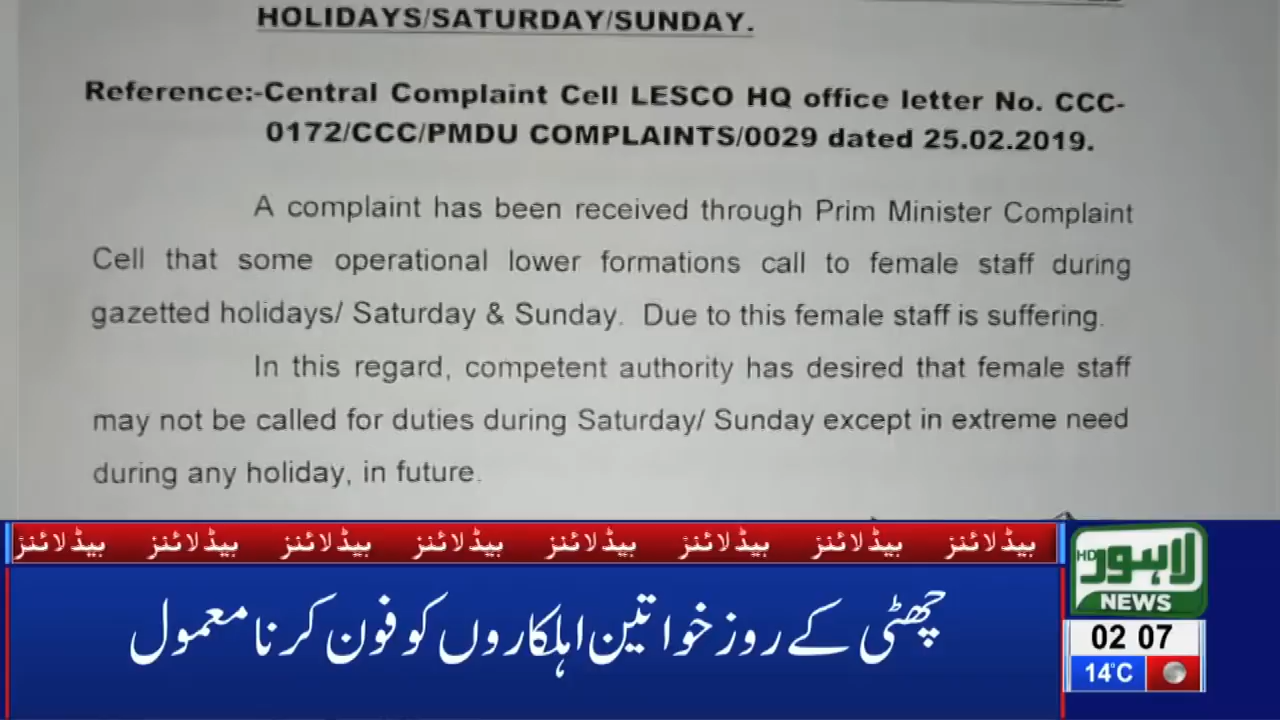 HOLIDAYS/SATURDAY/SUNDAY.
Reference:-Central Complaint Cell LESCO HQ office letter No. CCC-
0172/CCC/PMDU COMPLAINTS/0029 dated 25.02.2019.
A complaint has been received through Prim Minister Complaint
Cell that some operational lower formations call to female staff during
gazetted holidays/ Saturday & Sunday. Due to this female staff is suffering.
In this regard, competent authority has desired that female staff
may not be called for duties during Saturday/ Sunday except in extreme need
during any holiday, in future.
ہیڈلائنز ہیڈلائنز ہیڈلائنز ہیڈلائنز ہیڈلائنز ہیڈلائنز ہیڈلائنز ہیڈلائنز
چھٹی کے روز خواتین اہلکاروں کو فون کرنا معمول
لاہور HD
NEWS
02 07
14°C